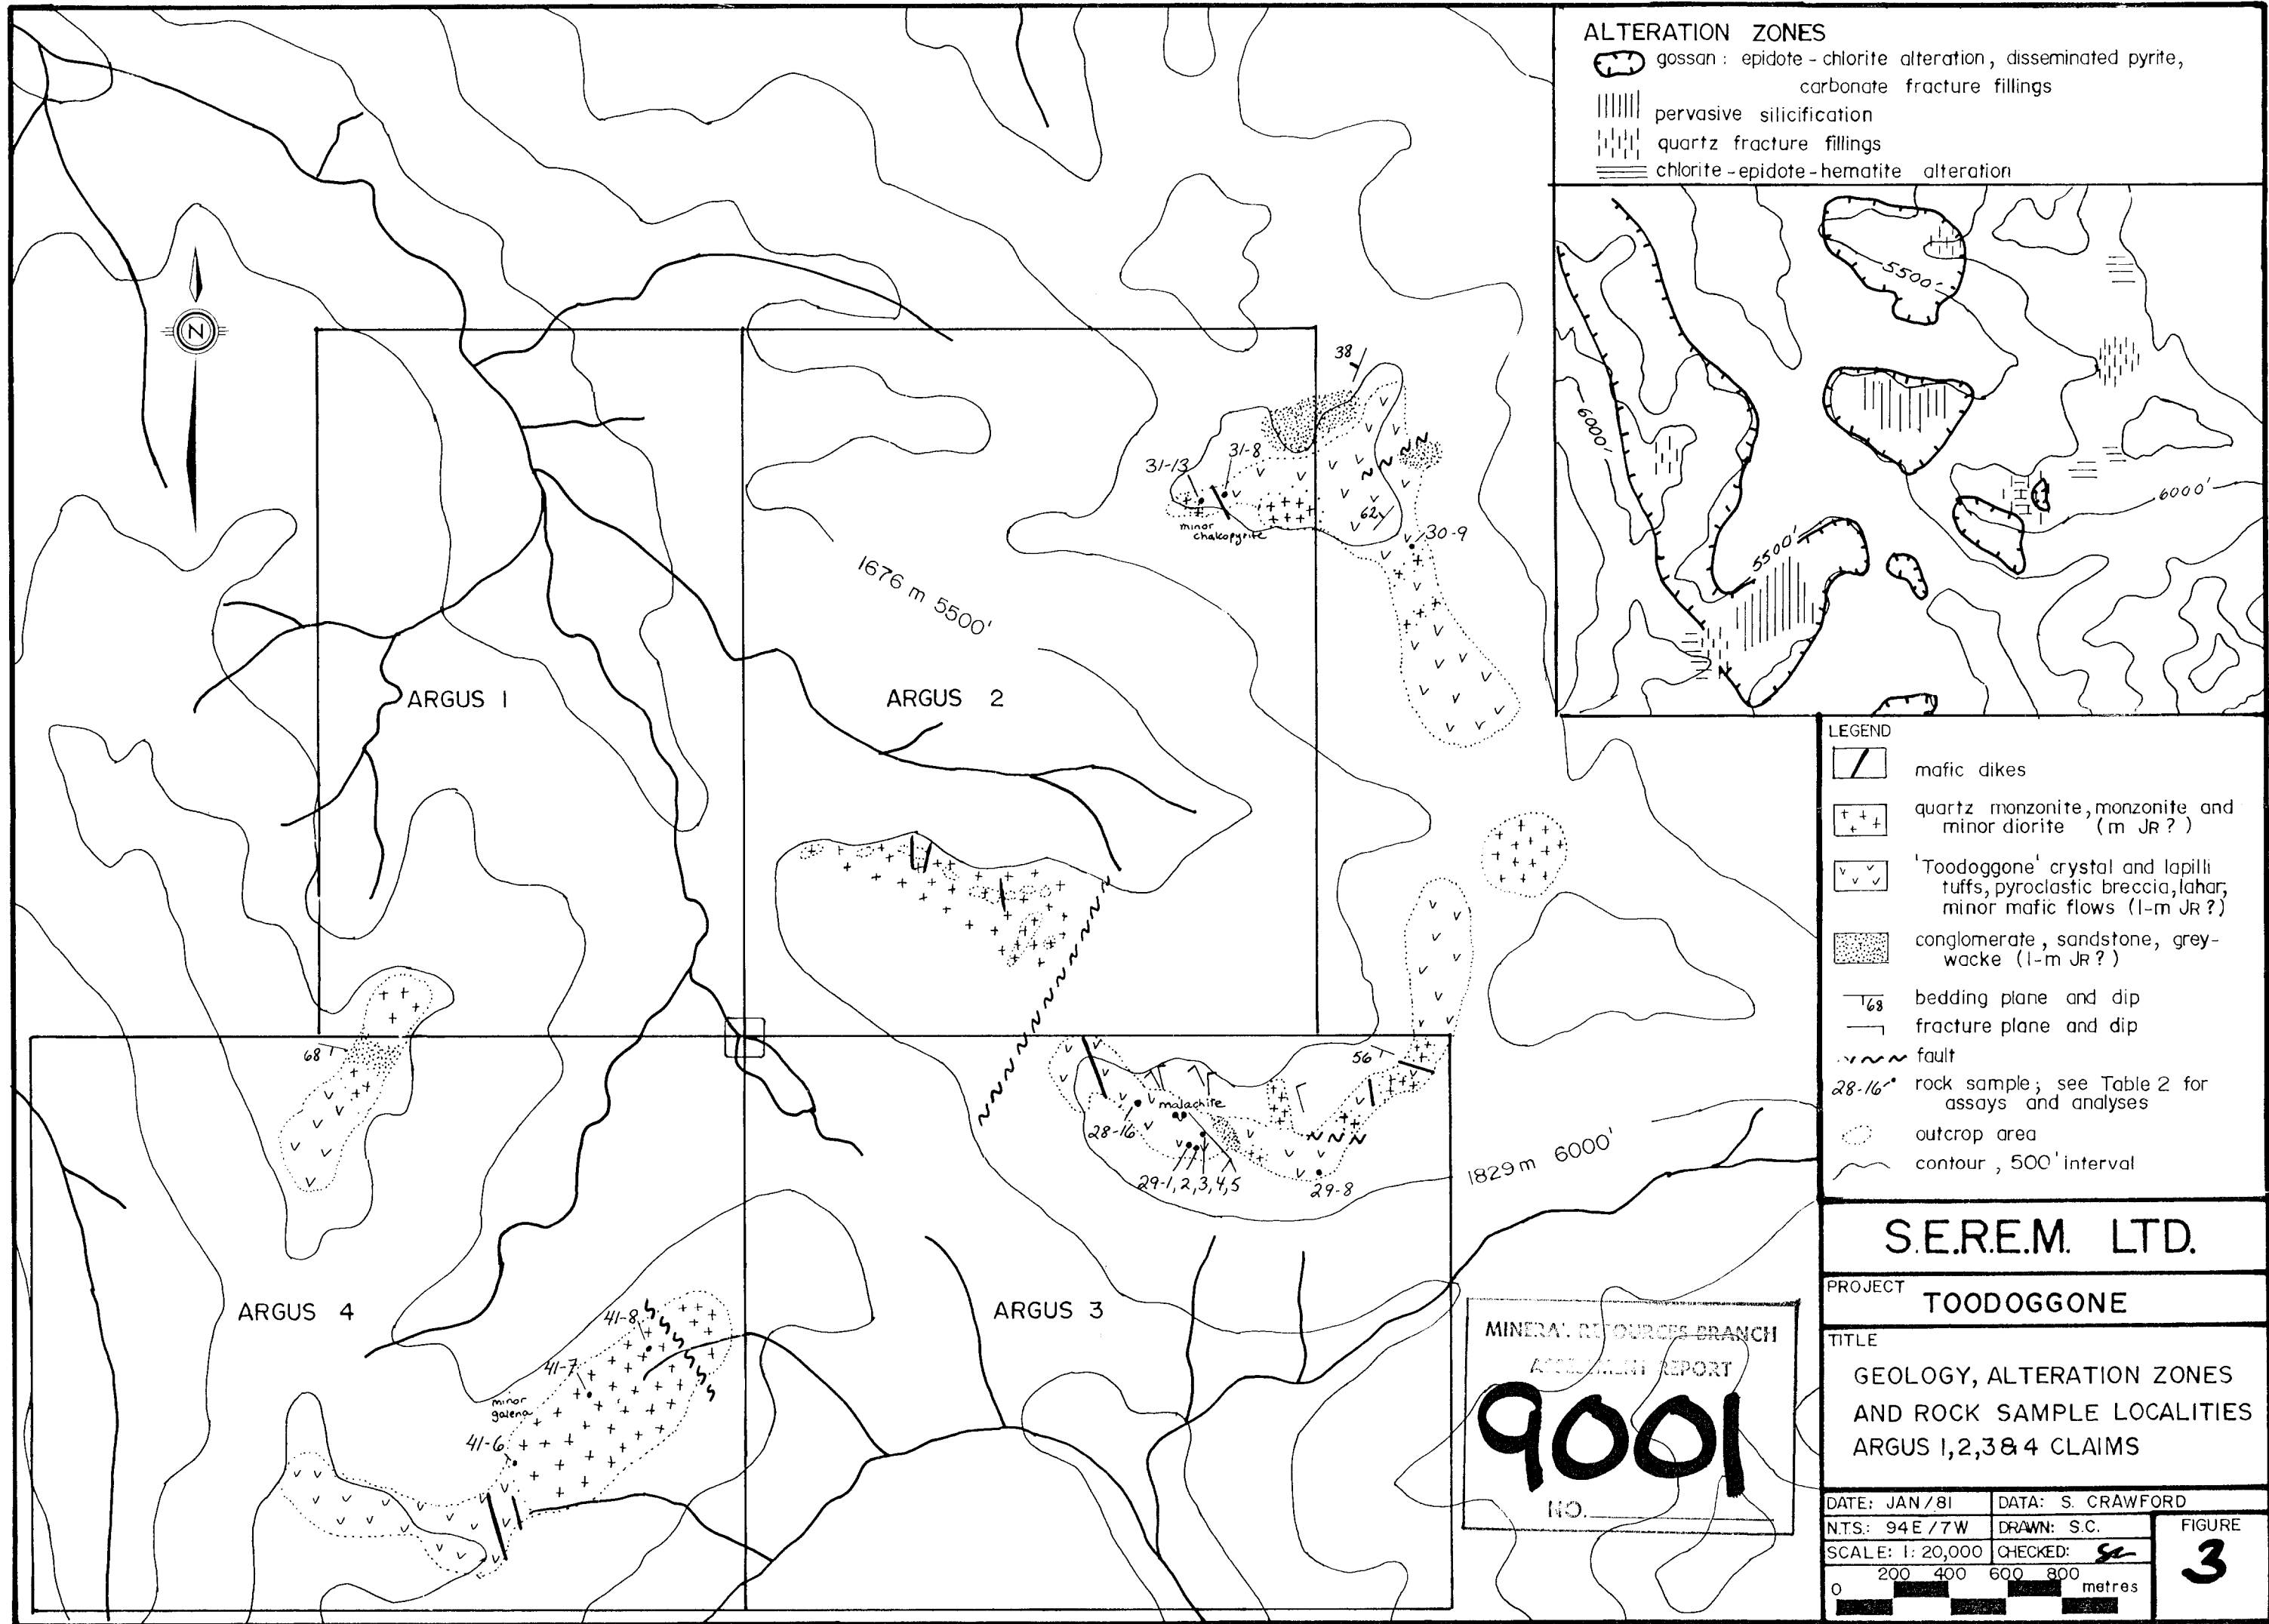 ALTERATION ZONES
gossan : epidote - chlorite alteration, disseminated pyrite,
carbonate fracture fillings
pervasive silicification
quartz fracture fillings
chlorite - epidote - hematite alteration
5500'
6000'
6000'
5500'
N
38
31-8
31-13
minor
chalcopyrite
62
30-9
1676 m 5500'
ARGUS 1
ARGUS 2
68
56
malachite
28-16
29-1,2,3,4,5
29-8
1829 m 6000'
ARGUS 4
ARGUS 3
41-8
41-7
minor
galena
41-6
LEGEND
mafic dikes
quartz monzonite, monzonite and
minor diorite (m JR ?)
'Toodoggone' crystal and lapilli
tuffs, pyroclastic breccia, lahar,
minor mafic flows (l-m JR ?)
conglomerate, sandstone, grey-
wacke (l-m JR ?)
68 bedding plane and dip
fracture plane and dip
fault
28-16 rock sample; see Table 2 for
assays and analyses
outcrop area
contour, 500' interval
S.E.R.E.M. LTD.
PROJECT
TOODOGGONE
TITLE
GEOLOGY, ALTERATION ZONES
AND ROCK SAMPLE LOCALITIES
ARGUS 1,2,3 & 4 CLAIMS
DATE: JAN / 81 DATA: S. CRAWFORD
N.T.S.: 94E / 7W DRAWN: S.C.
SCALE: 1: 20,000 CHECKED:
FIGURE
3
0 200 400 600 800 metres
MINERAL RESOURCES BRANCH
ASSESSMENT REPORT
9001
NO.